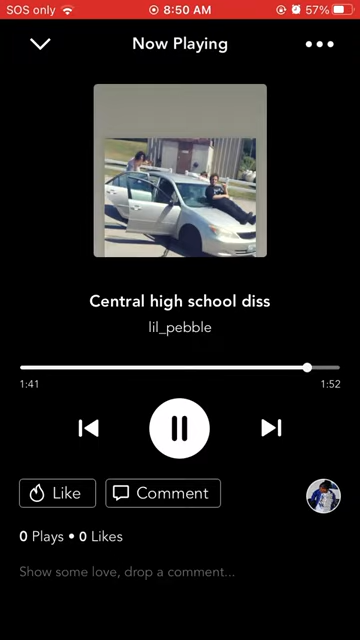 SOS only 8:50 AM 57%
Now Playing
Central high school diss
lil_pebble
1:41 1:52
Like Comment
0 Plays • 0 Likes
Show some love, drop a comment...